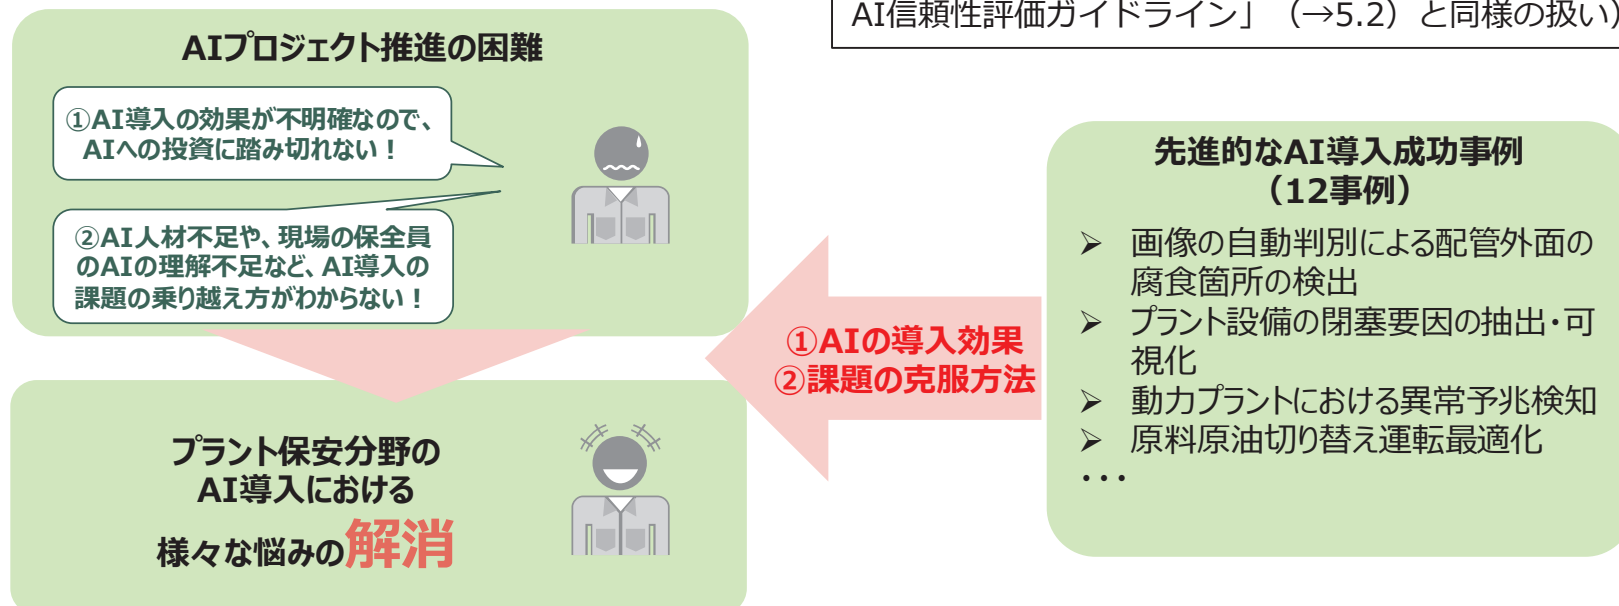 AI信頼性評価ガイドライン」（→5.2）と同様の扱い）
AIプロジェクト推進の困難
①AI導入の効果が不明確なので、
AIへの投資に踏み切れない！
②AI人材不足や、現場の保全員
のAIの理解不足など、AI導入の
課題の乗り越え方がわからない！
①AIの導入効果
②課題の克服方法
先進的なAI導入成功事例
（12事例）
➢ 画像の自動判別による配管外面の
腐食箇所の検出
➢ プラント設備の閉塞要因の抽出・可
視化
➢ 動力プラントにおける異常予兆検知
➢ 原料原油切り替え運転最適化
・・・
プラント保安分野の
AI導入における
様々な悩みの解消